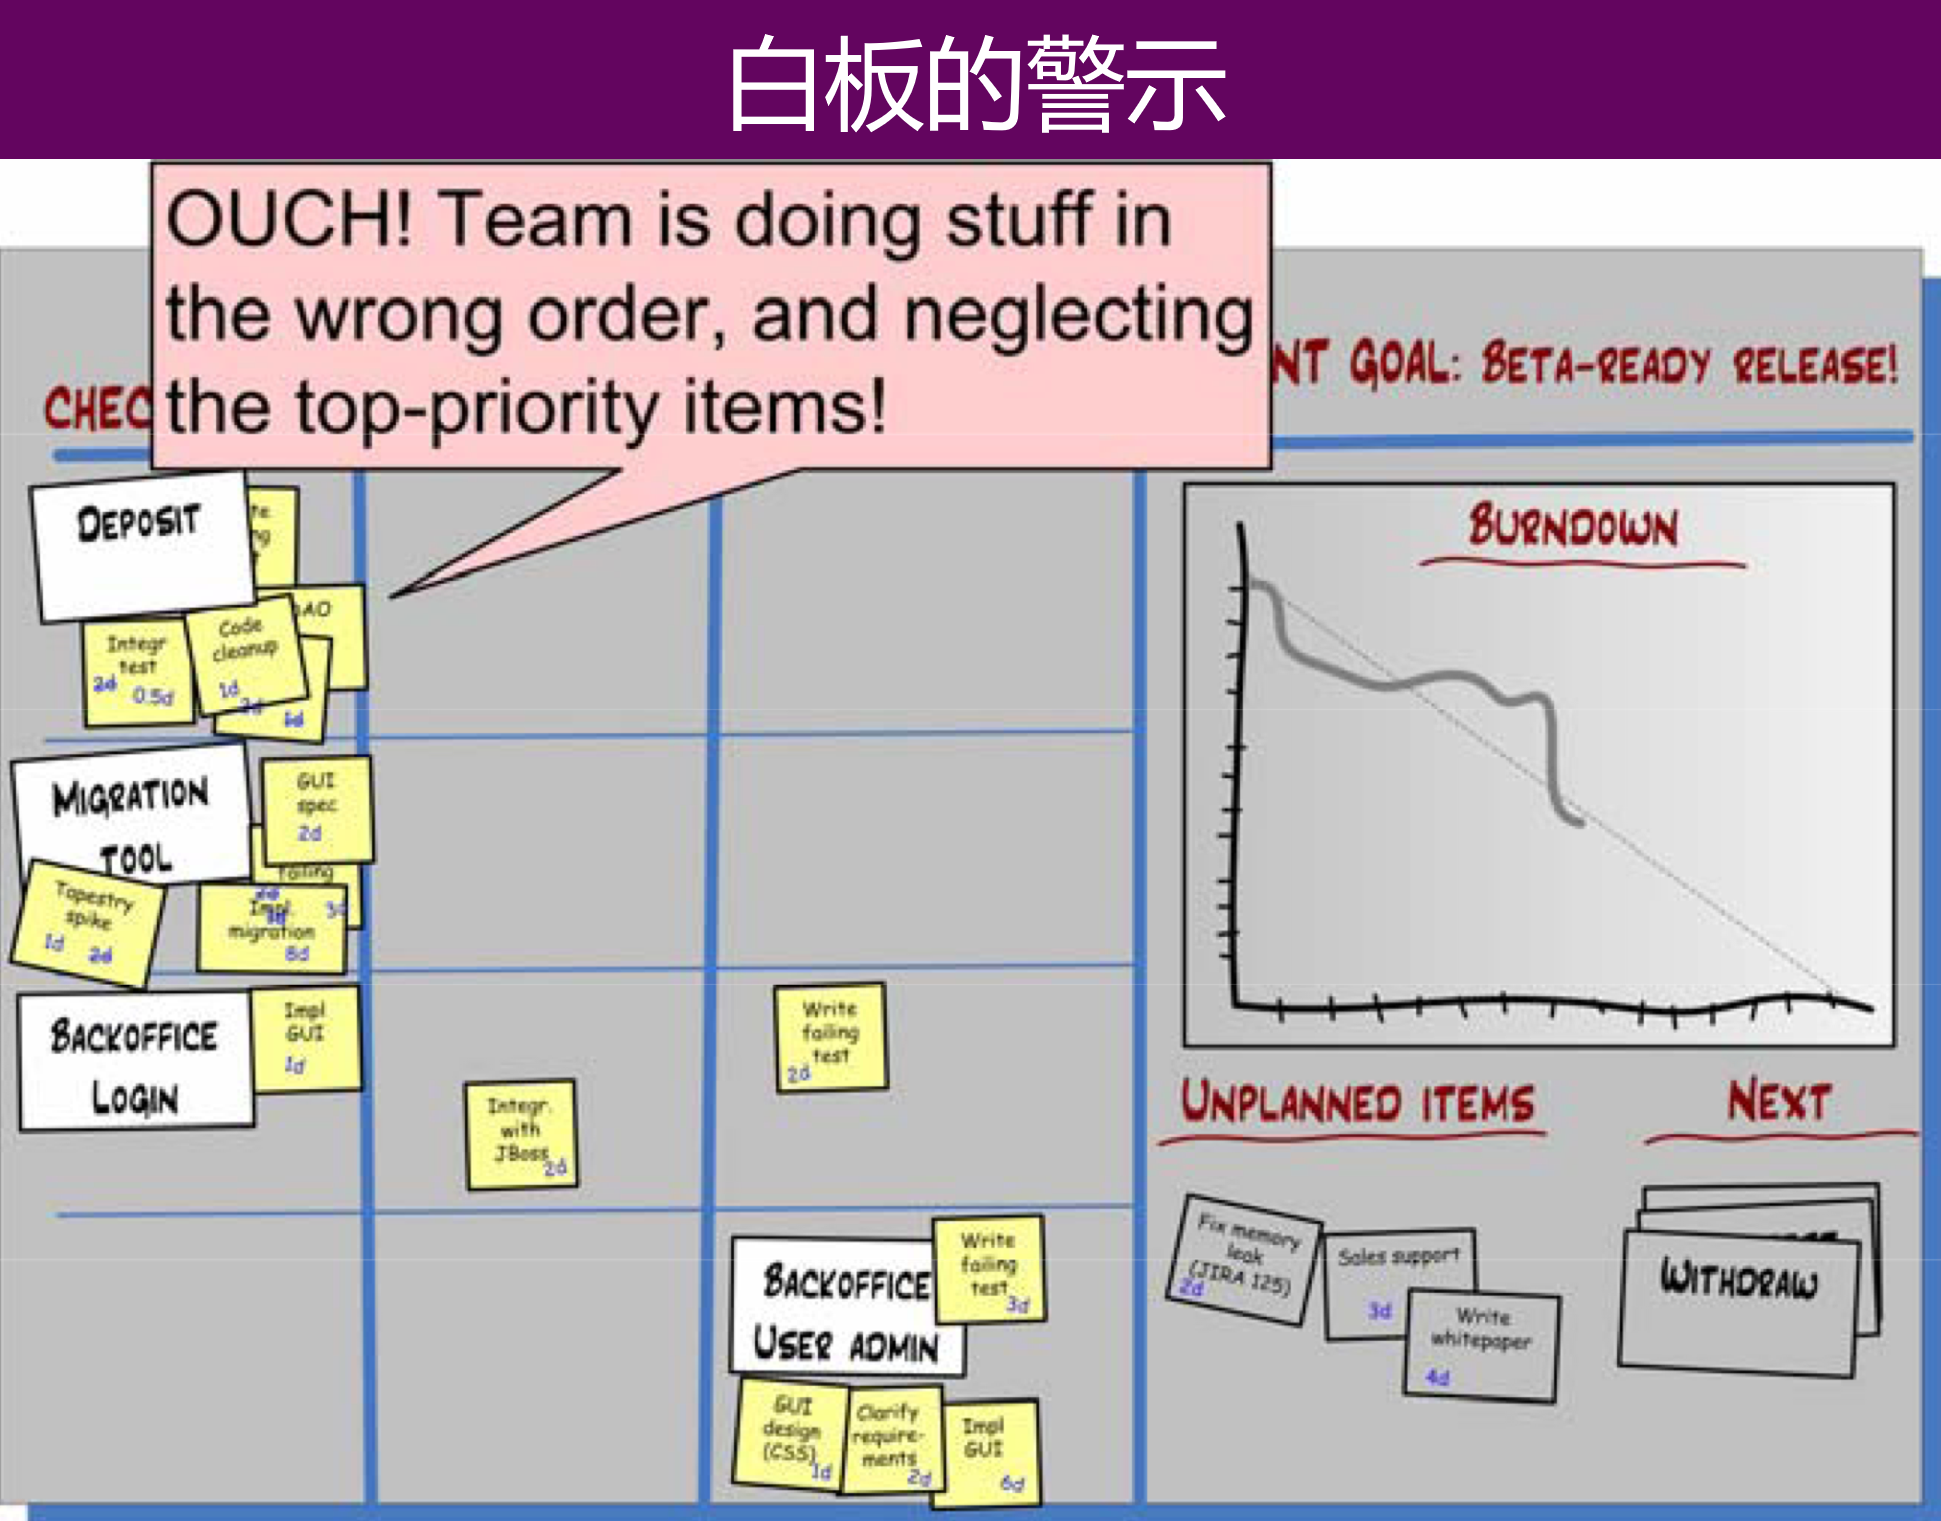 白板的警示
OUCH! Team is doing stuff in
the wrong order, and neglecting
the top-priority items!
CHEC
NT GOAL: BETA-READY RELEASE!
DEPOSIT
Integr
test
2d 0.5d
Code
cleanup
1d
2d
1d
DAO
MIGRATION
TOOL
GUI
spec
2d
failing
3d
Tapestry
spike
1d 2d
Impl.
migration
8d
BACKOFFICE
LOGIN
Impl
GUI
1d
Integr.
with
JBoss
2d
Write
failing
test
2d
BACKOFFICE
USER ADMIN
Write
failing
test
3d
GUI
design
(CSS)
1d
Clarify
require-
ments
2d
Impl
GUI
6d
BURNDOWN
UNPLANNED ITEMS
Fix memory
leak
(JIRA 125)
2d
Sales support
3d
Write
whitepaper
4d
NEXT
WITHDRAW